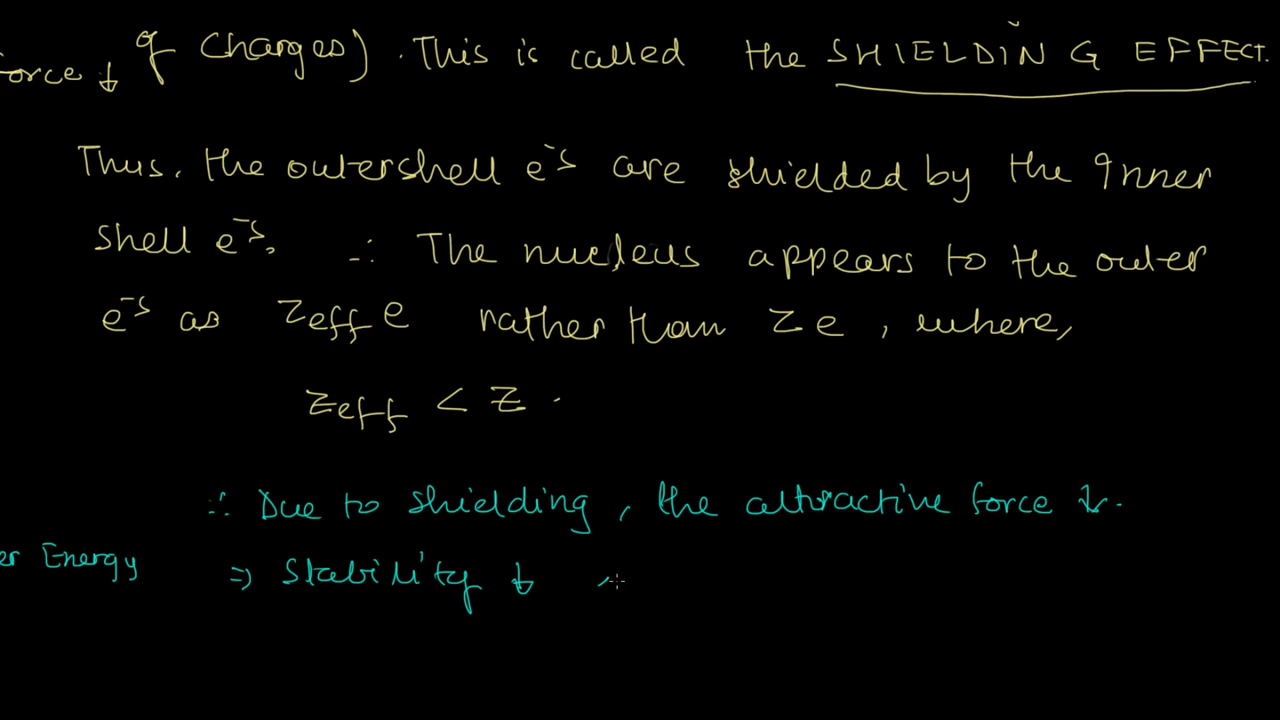 force ↓ of charges). This is called the SHIELDING EFFECT.
Thus, the outershell e⁻s are shielded by the inner
shell e⁻s. ∴ The nucleus appears to the outer
e⁻s as Zeff e rather than Ze, where,
Zeff < Z.
∴ Due to shielding, the attractive force ↓.
Energy ⇒ Stability ↓